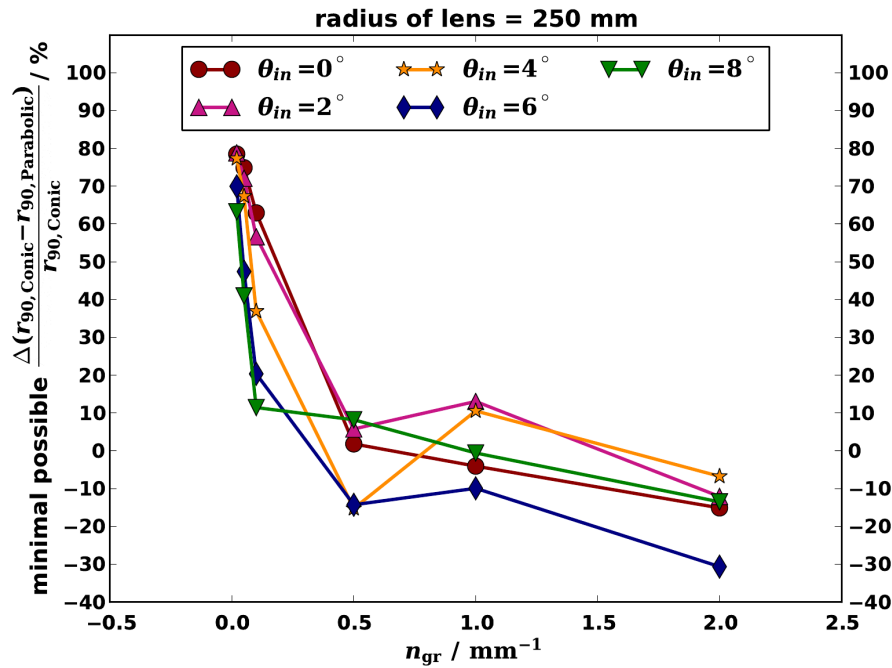 radius of lens = 250 mm
θin=0° θin=4° θin=8°
θin=2° θin=6°
minimal possible Δ(r90,Conic−r90,Parabolic)/r90,Conic / %
100 100
90 90
80 80
70 70
60 60
50 50
40 40
30 30
20 20
10 10
0 0
−10 −10
−20 −20
−30 −30
−40 −40
−0.5 0.0 0.5 1.0 1.5 2.0 2.5
ngr / mm−1